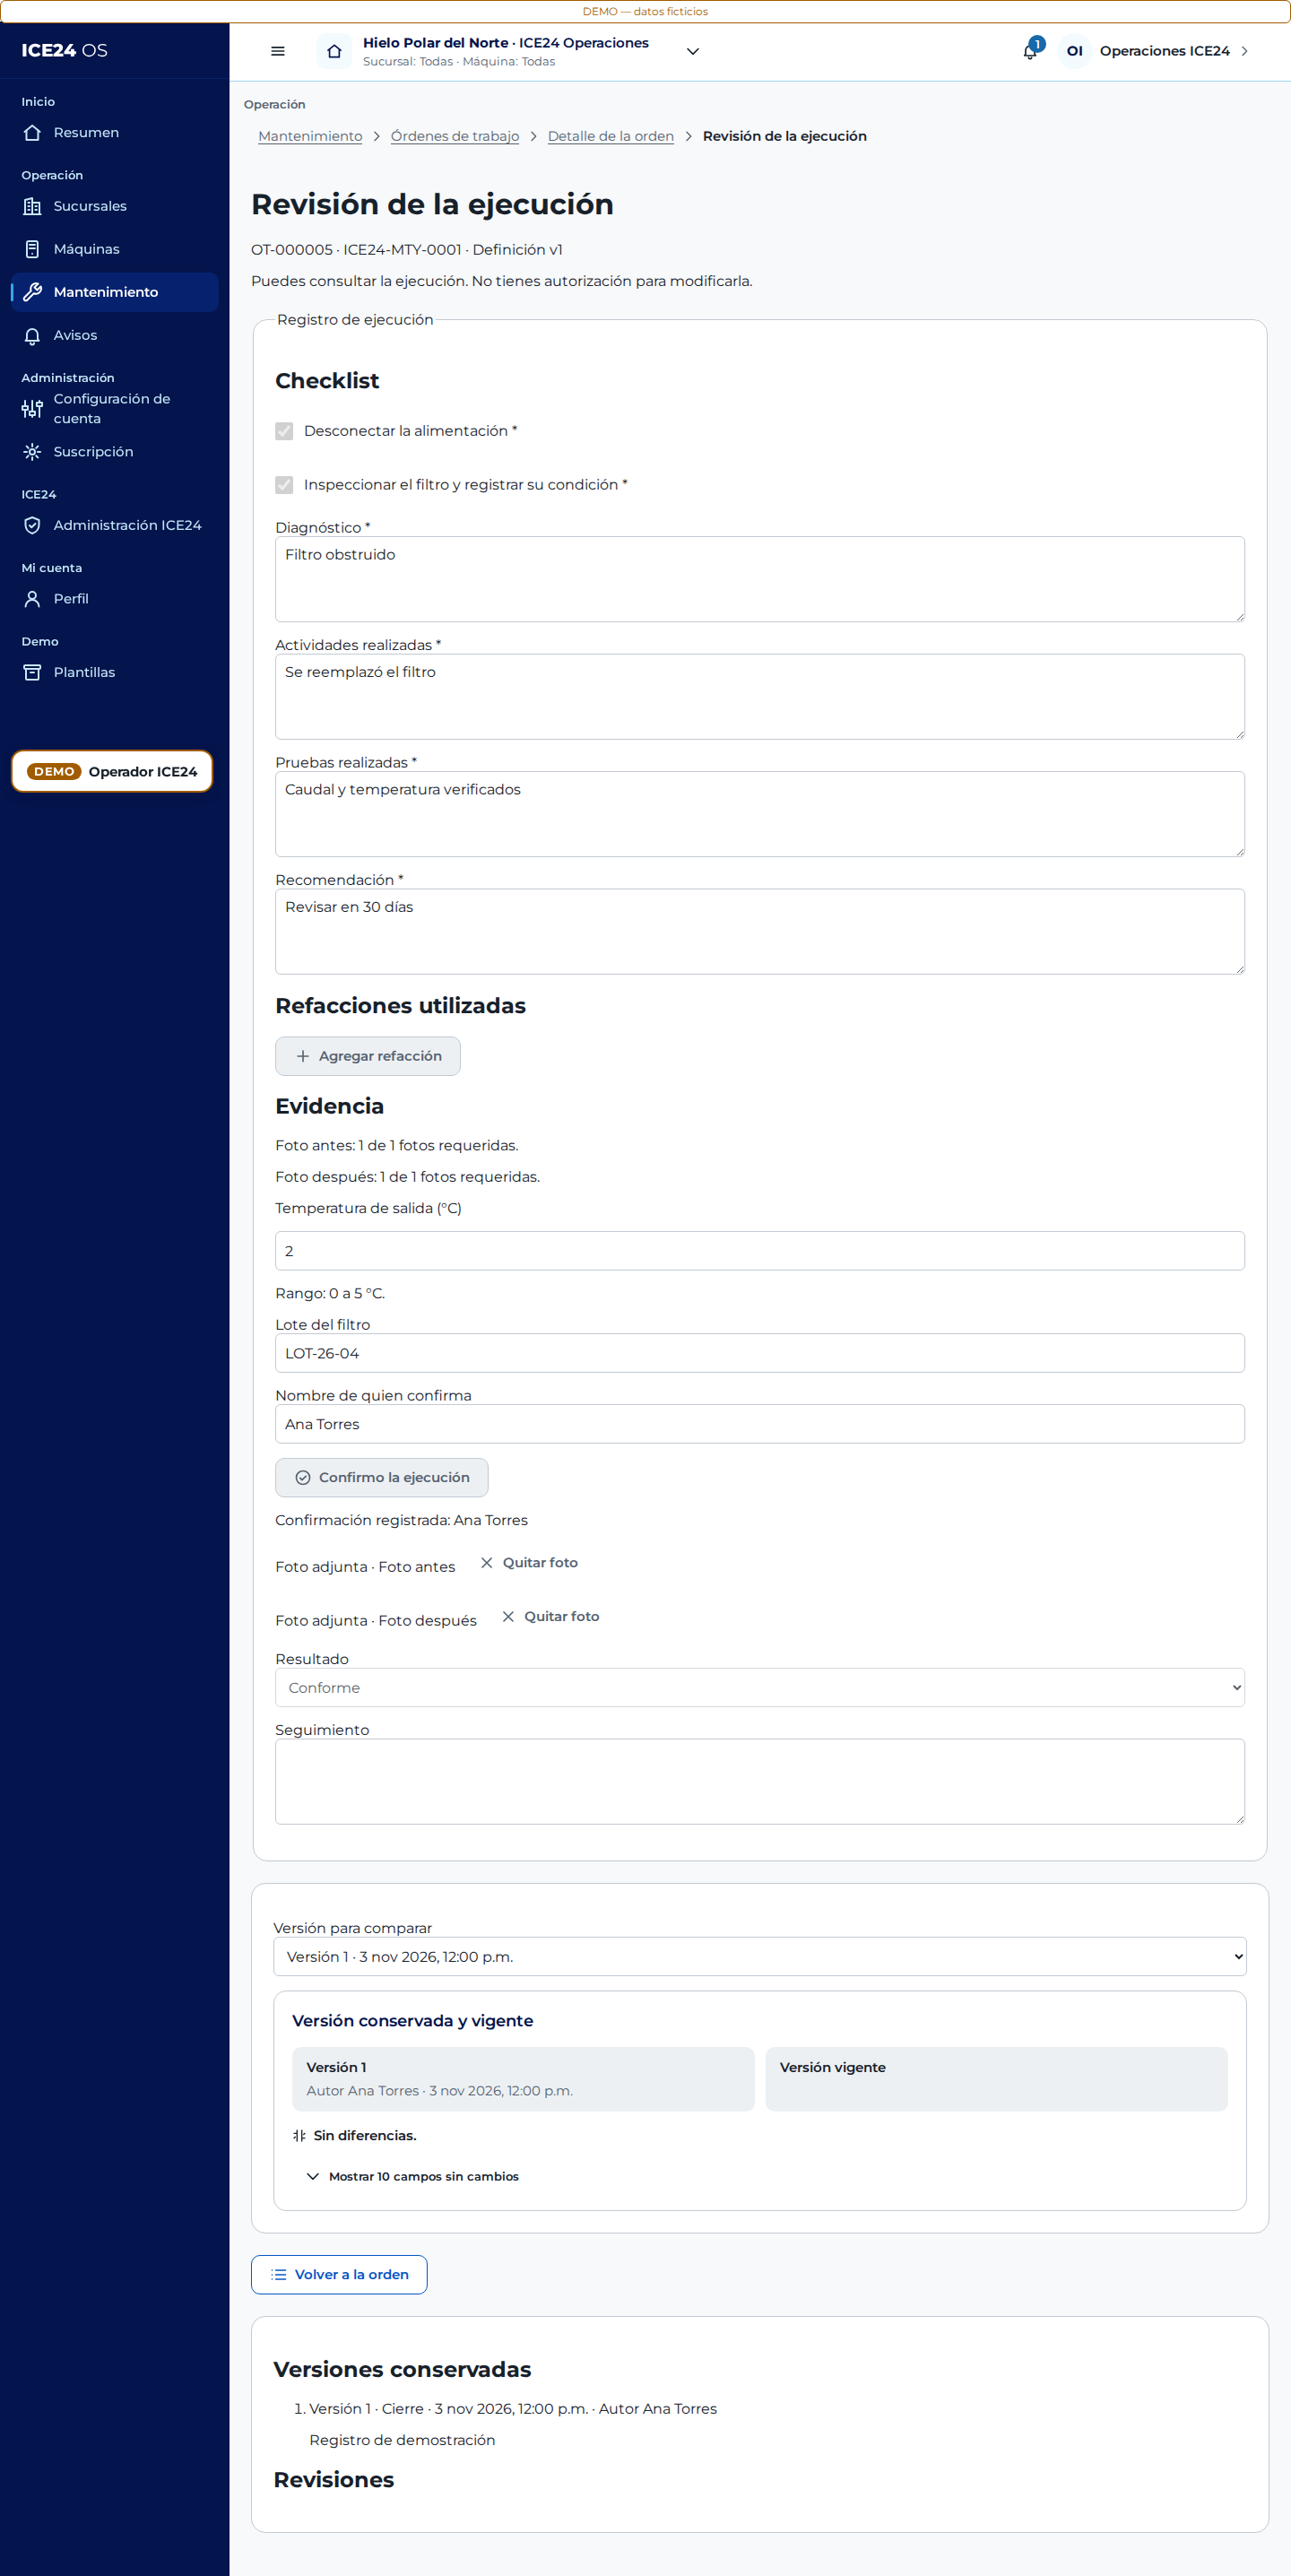 DEMO — datos ficticios
ICE24 OS
Inicio
Resumen
Operación
Sucursales
Máquinas
Mantenimiento
Avisos
Administración
Configuración de
cuenta
Suscripción
ICE24
Administración ICE24
Mi cuenta
Perfil
Demo
Plantillas
DEMO Operador ICE24
Hielo Polar del Norte · ICE24 Operaciones
Sucursal: Todas · Máquina: Todas
1
OI
Operaciones ICE24
Operación
Mantenimiento
Órdenes de trabajo
Detalle de la orden
Revisión de la ejecución
Revisión de la ejecución
OT-000005 · ICE24-MTY-0001 · Definición v1
Puedes consultar la ejecución. No tienes autorización para modificarla.
Registro de ejecución
Checklist
Desconectar la alimentación *
Inspeccionar el filtro y registrar su condición *
Diagnóstico *
Filtro obstruido
Actividades realizadas *
Se reemplazó el filtro
Pruebas realizadas *
Caudal y temperatura verificados
Recomendación *
Revisar en 30 días
Refacciones utilizadas
Agregar refacción
Evidencia
Foto antes: 1 de 1 fotos requeridas.
Foto después: 1 de 1 fotos requeridas.
Temperatura de salida (°C)
2
Rango: 0 a 5 °C.
Lote del filtro
LOT-26-04
Nombre de quien confirma
Ana Torres
Confirmo la ejecución
Confirmación registrada: Ana Torres
Foto adjunta · Foto antes
Quitar foto
Foto adjunta · Foto después
Quitar foto
Resultado
Conforme
Seguimiento
Versión para comparar
Versión 1 · 3 nov 2026, 12:00 p.m.
Versión conservada y vigente
Versión 1
Autor Ana Torres · 3 nov 2026, 12:00 p.m.
Versión vigente
Sin diferencias.
Mostrar 10 campos sin cambios
Volver a la orden
Versiones conservadas
1. Versión 1 · Cierre · 3 nov 2026, 12:00 p.m. · Autor Ana Torres
Registro de demostración
Revisiones